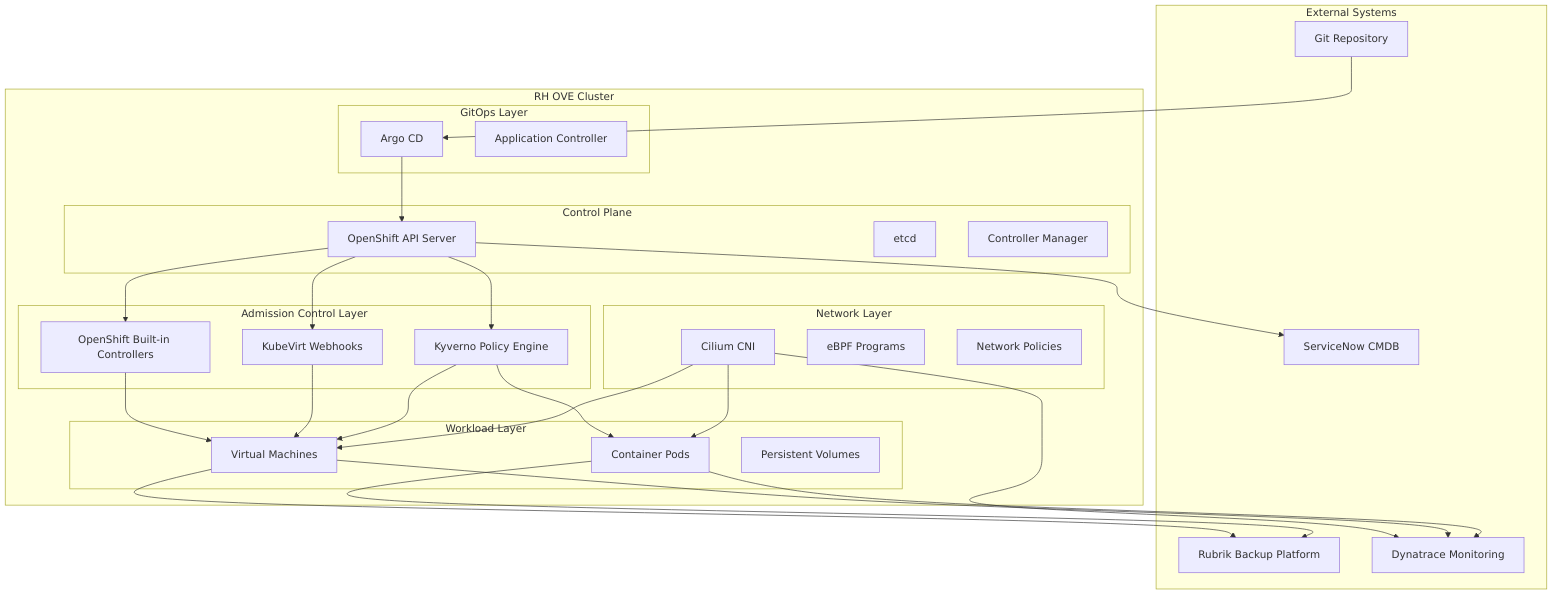 External Systems
Git Repository
RH OVE Cluster
GitOps Layer
Argo CD
Application Controller
Control Plane
OpenShift API Server
etcd
Controller Manager
Admission Control Layer
OpenShift Built-in
Controllers
KubeVirt Webhooks
Kyverno Policy Engine
Network Layer
Cilium CNI
eBPF Programs
Network Policies
ServiceNow CMDB
Workload Layer
Virtual Machines
Container Pods
Persistent Volumes
Rubrik Backup Platform
Dynatrace Monitoring